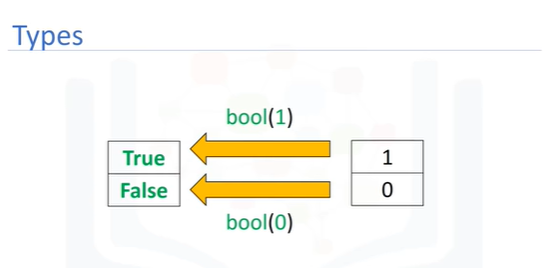 Types
bool(1)
True
1
False
0
bool(0)